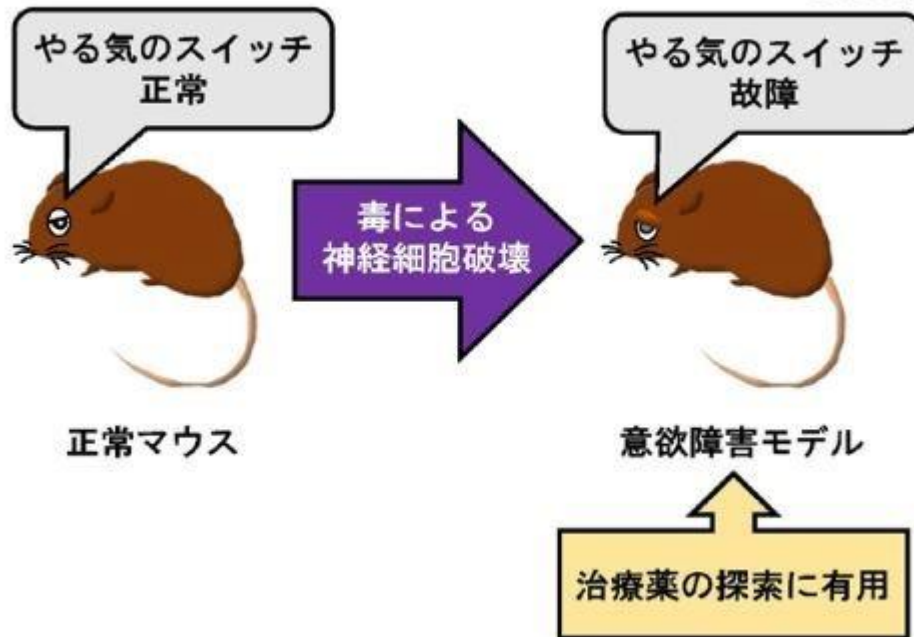 やる気のスイッチ
正常
やる気のスイッチ
故障
毒による
神経細胞破壊
正常マウス
意欲障害モデル
治療薬の探索に有用